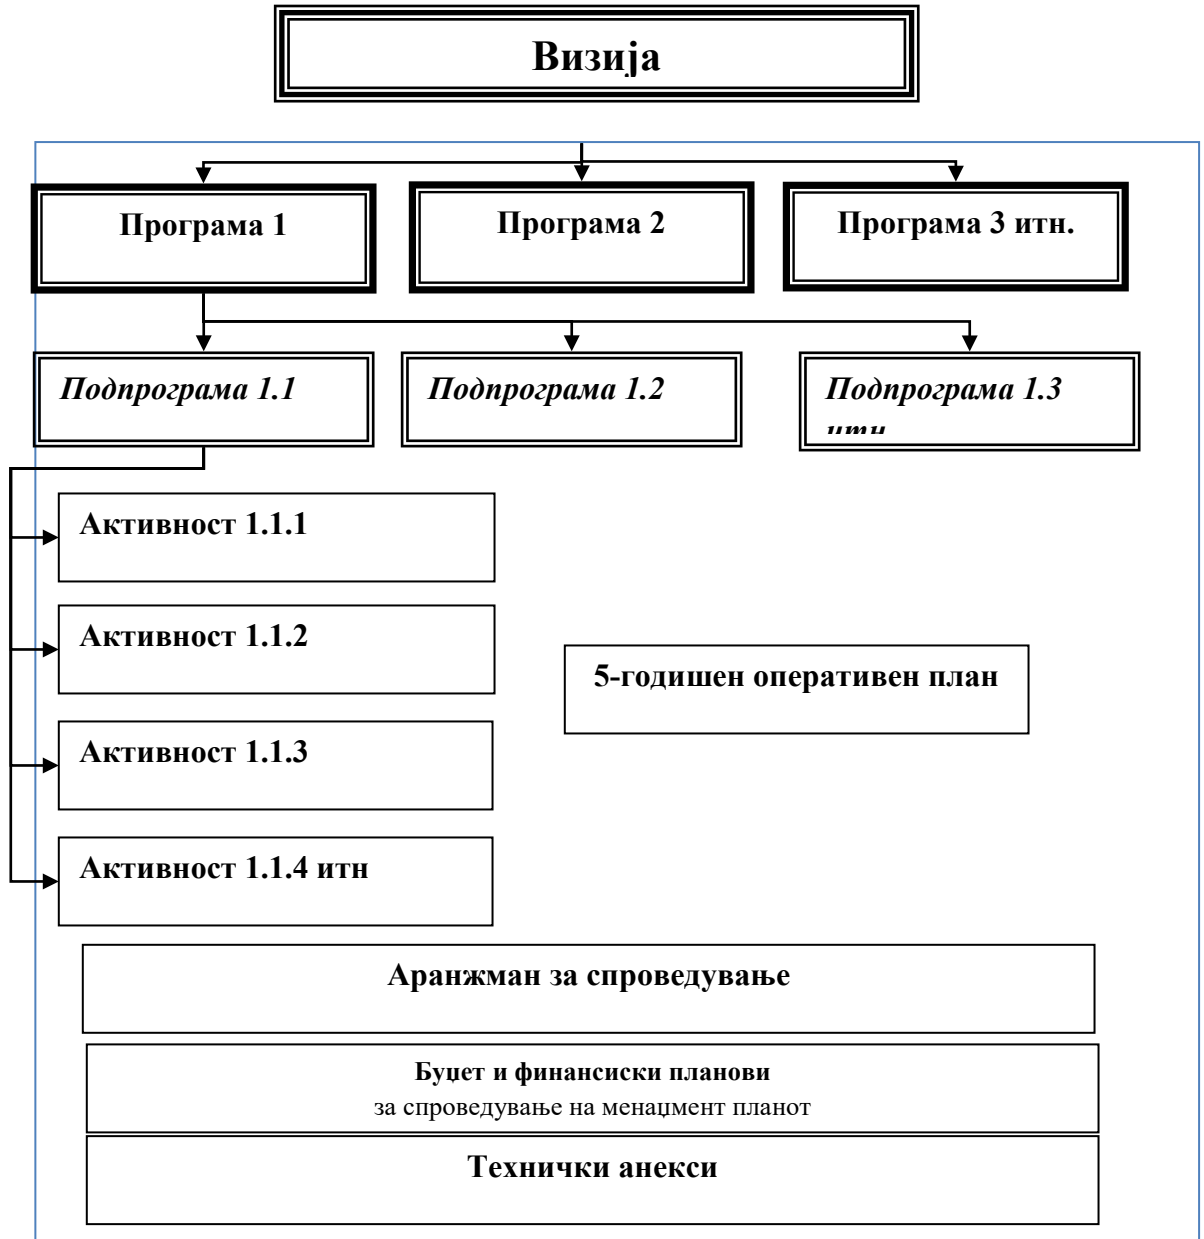 Визија
Програма 1
Програма 2
Програма 3 итн.
Подпрограма 1.1
Подпрограма 1.2
Подпрограма 1.3
итн
Активност 1.1.1
Активност 1.1.2
5-годишен оперативен план
Активност 1.1.3
Активност 1.1.4 итн
Аранжман за спроведување
Буџет и финансиски планови
за спроведување на менаџмент планот
Технички анекси